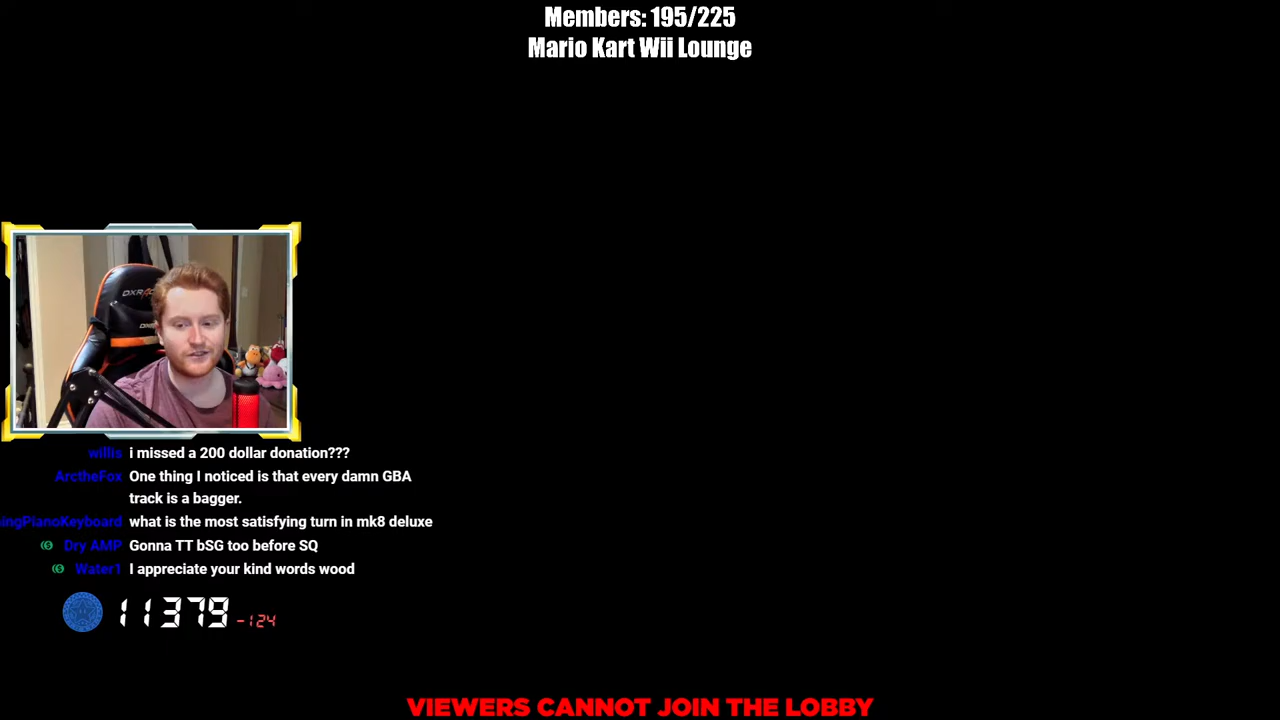 Members: 195/225
Mario Kart Wii Lounge
willis i missed a 200 dollar donation???
ArctheFox One thing I noticed is that every damn GBA
track is a bagger.
ingPianoKeyboard what is the most satisfying turn in mk8 deluxe
Dry AMP Gonna TT bSG too before SQ
Water1 I appreciate your kind words wood
11379 -124
VIEWERS CANNOT JOIN THE LOBBY